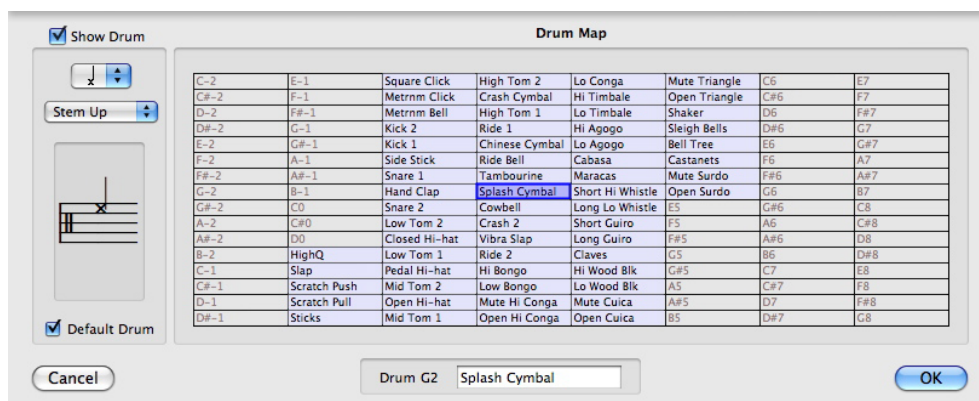 Show Drum
Drum Map
Stem Up
Default Drum
C-2 E-1 Square Click High Tom 2 Lo Conga Mute Triangle C6 E7
C#-2 F-1 Metrnm Click Crash Cymbal Hi Timbale Open Triangle C#6 F7
D-2 F#-1 Metrnm Bell High Tom 1 Lo Timbale Shaker D6 F#7
D#-2 G-1 Kick 2 Ride 1 Hi Agogo Sleigh Bells D#6 G7
E-2 G#-1 Kick 1 Chinese Cymbal Lo Agogo Bell Tree E6 G#7
F-2 A-1 Side Stick Ride Bell Cabasa Castanets F6 A7
F#-2 A#-1 Snare 1 Tambourine Maracas Mute Surdo F#6 A#7
G-2 B-1 Hand Clap Splash Cymbal Short Hi Whistle Open Surdo G6 B7
G#-2 C0 Snare 2 Cowbell Long Lo Whistle E5 G#6 C8
A-2 C#0 Low Tom 2 Crash 2 Short Guiro F5 A6 C#8
A#-2 D0 Closed Hi-hat Vibra Slap Long Guiro F#5 A#6 D8
B-2 HighQ Low Tom 1 Ride 2 Claves G5 B6 D#8
C-1 Slap Pedal Hi-hat Hi Bongo Hi Wood Blk G#5 C7 E8
C#-1 Scratch Push Mid Tom 2 Low Bongo Lo Wood Blk A5 C#7 F8
D-1 Scratch Pull Open Hi-hat Mute Hi Conga Mute Cuica A#5 D7 F#8
D#-1 Sticks Mid Tom 1 Open Hi Conga Open Cuica B5 D#7 G8
Cancel
Drum G2 Splash Cymbal
OK